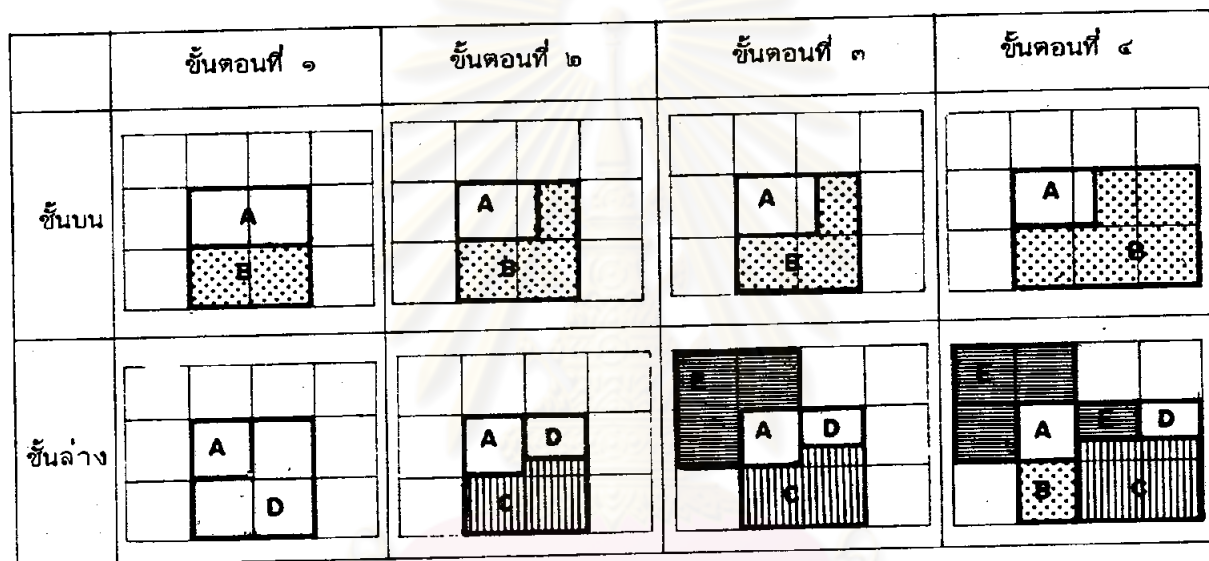 ขั้นตอนที่ ๑ ขั้นตอนที่ ๒ ขั้นตอนที่ ๓ ขั้นตอนที่ ๔
ชั้นบน
A A A A
B B B B
ชั้นล่าง
E E
A A D A D A E D
D C C B C